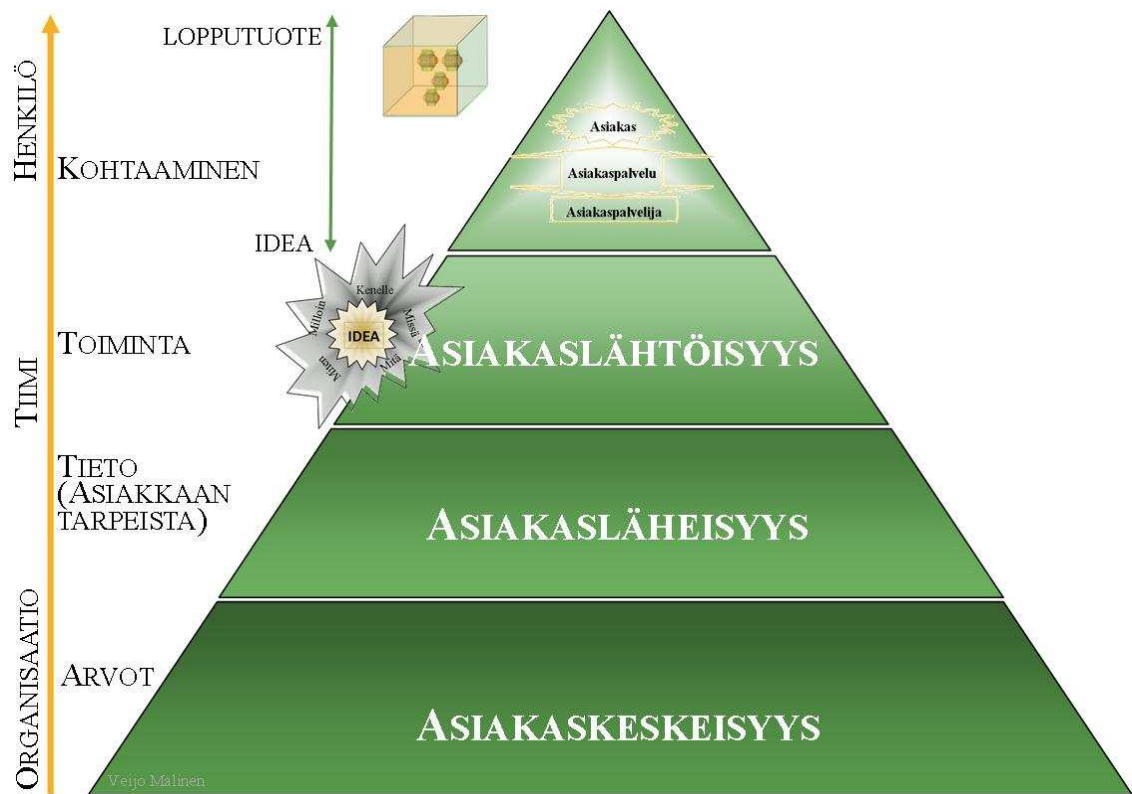 LOPPUTUOTE
HENKILÖ
KOHTAAMINEN
Asiakas
Asiakaspalvelu
Asiakaspalvelija
IDEA
Kenelle
Milloin
Missä
IDEA
Miten
Mitä
TOIMINTA
ASIAKASLÄHTÖISYYS
TIIMI
TIETO
(ASIAKKAAN
TARPEISTA)
ASIAKASLÄHEISYYS
ORGANISAATIO
ARVOT
ASIAKASKESKEISYYS
Veijo Malinen